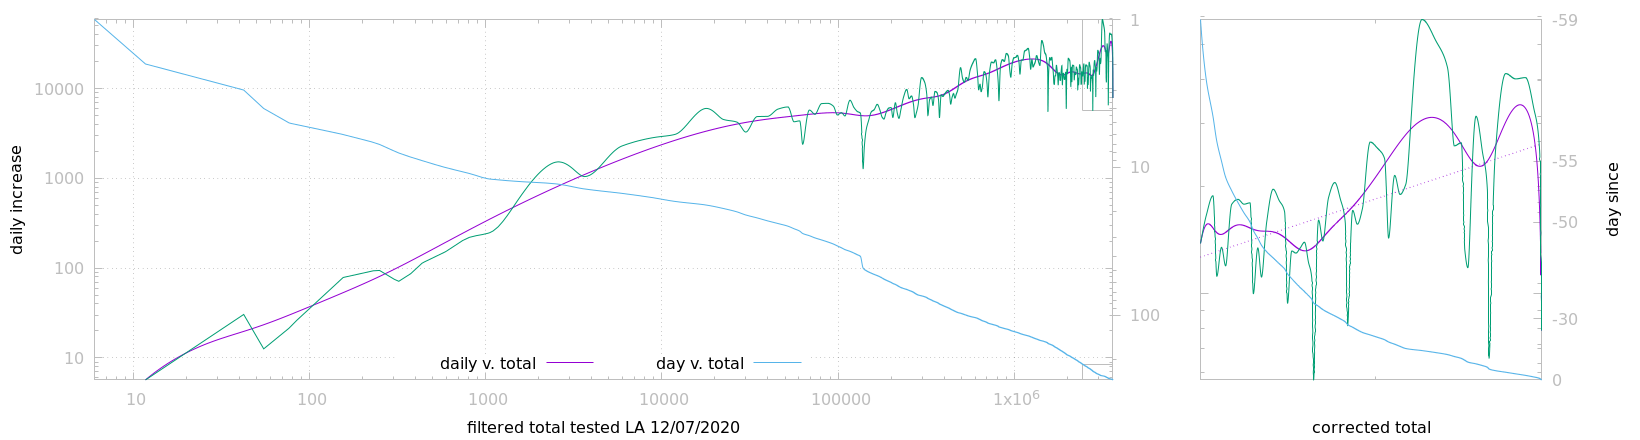 daily increase
10000
1000
100
10
10
100
1000
10000
100000
1x10^6
1
10
100
daily v. total
day v. total
filtered total tested LA 12/07/2020
-59
-55
-50
-30
0
day since
corrected total